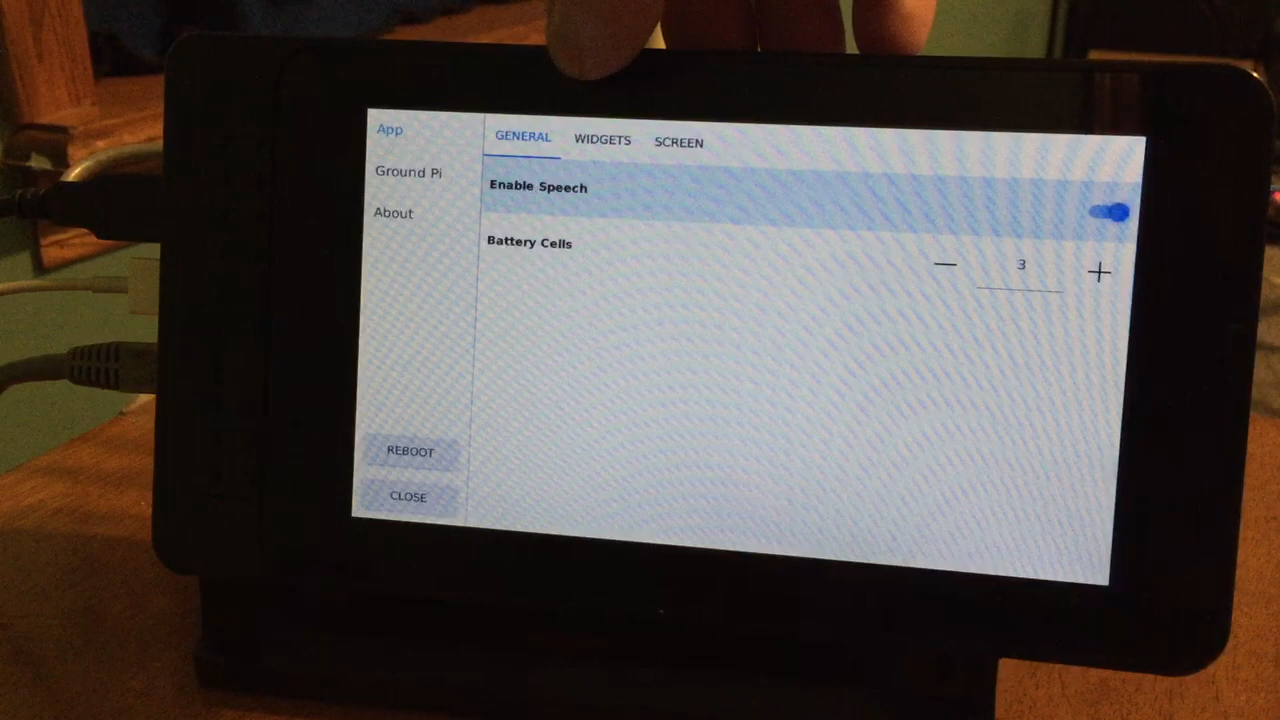 App
Ground Pi
About
REBOOT
CLOSE
GENERAL WIDGETS SCREEN
Enable Speech
Battery Cells
— 3 +